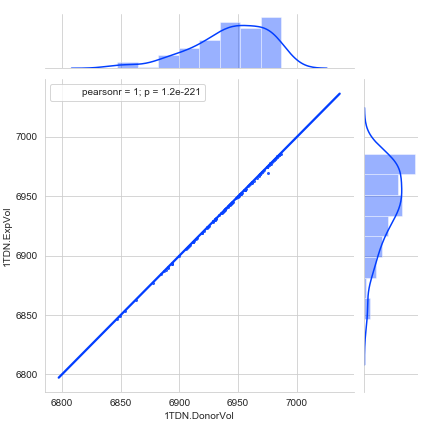 pearsonr = 1; p = 1.2e-221
7000
6950
6900
6850
6800
1TDN.ExpVol
6800 6850 6900 6950 7000
1TDN.DonorVol